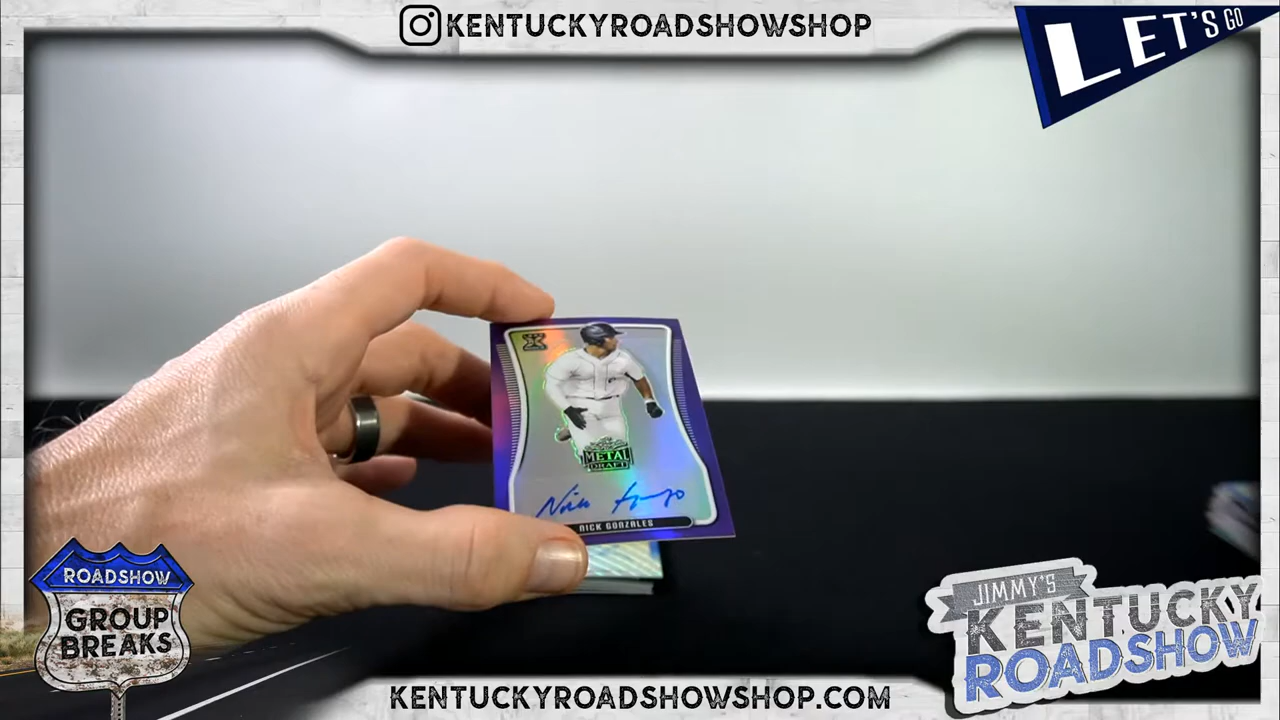 KENTUCKYROADSHOWSHOP
LET'S GO
METAL
DRAFT
NICK GONZALES
ROADSHOW
GROUP
BREAKS
JIMMY'S
KENTUCKY
ROADSHOW
KENTUCKYROADSHOWSHOP.COM